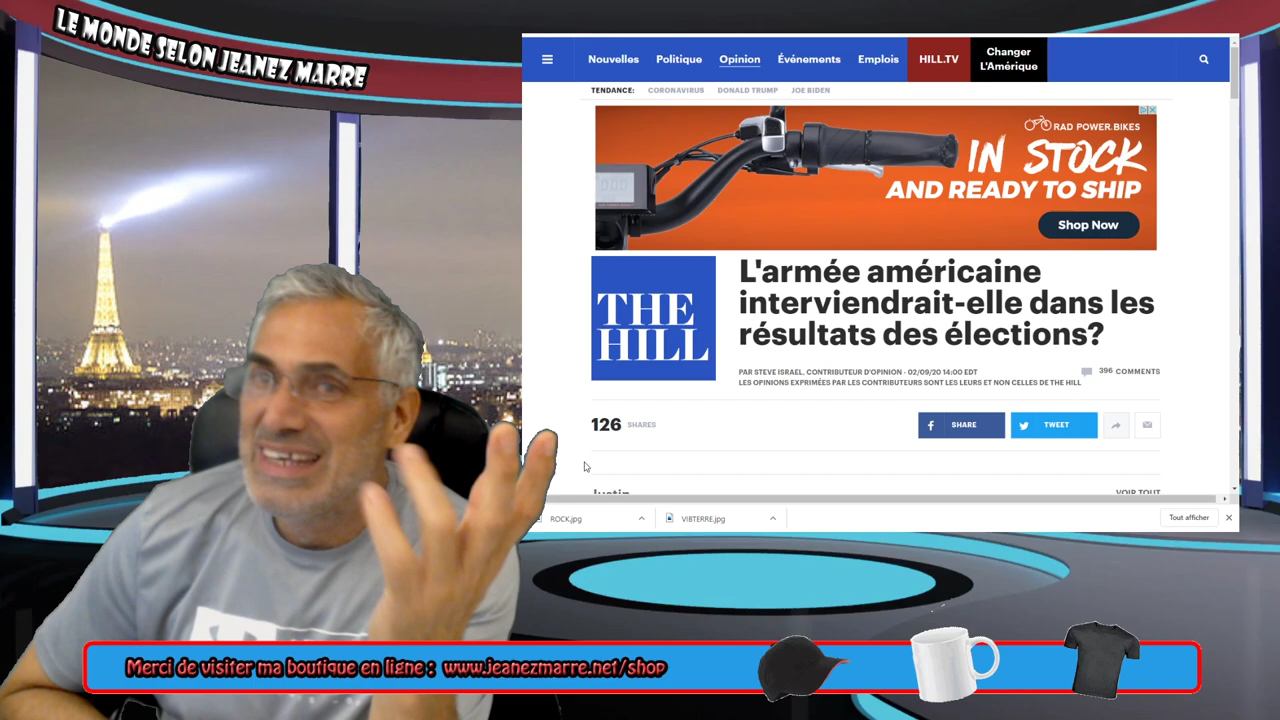 LE MONDE SELON JEANEZ MARRE
Nouvelles Politique Opinion Événements Emplois HILL.TV Changer L'Amérique
TENDANCE: CORONAVIRUS DONALD TRUMP JOE BIDEN
RAD POWER BIKES
IN STOCK
AND READY TO SHIP
Shop Now
THE
HILL
L'armée américaine
interviendrait-elle dans les
résultats des élections?
PAR STEVE ISRAEL, CONTRIBUTEUR D'OPINION - 02/09/20 14:00 EDT
396 COMMENTS
LES OPINIONS EXPRIMÉES PAR LES CONTRIBUTEURS SONT LES LEURS ET NON CELLES DE THE HILL
126 SHARES
SHARE TWEET
VOIR TOUT
ROCK.jpg VIBTERRE.jpg Tout afficher
Merci de visiter ma boutique en ligne : www.jeanezmarre.net/shop